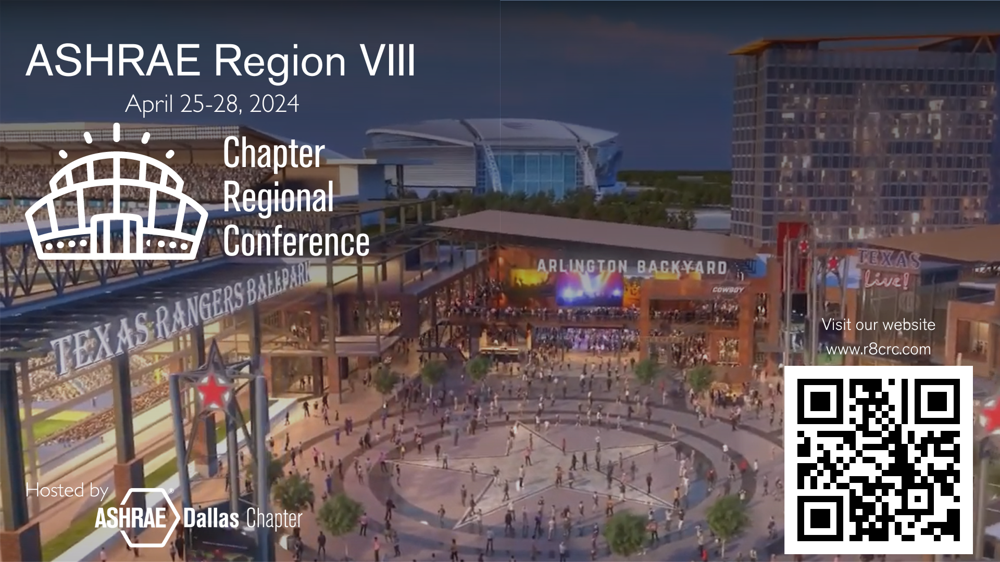 ASHRAE Region VIII
April 25-28, 2024
Chapter
Regional
Conference
TEXAS RANGERS BALLPARK
ARLINGTON BACKYARD
COWBOY
TEXAS
Live!
Visit our website
www.r8crc.com
Hosted by
ASHRAE® Dallas Chapter